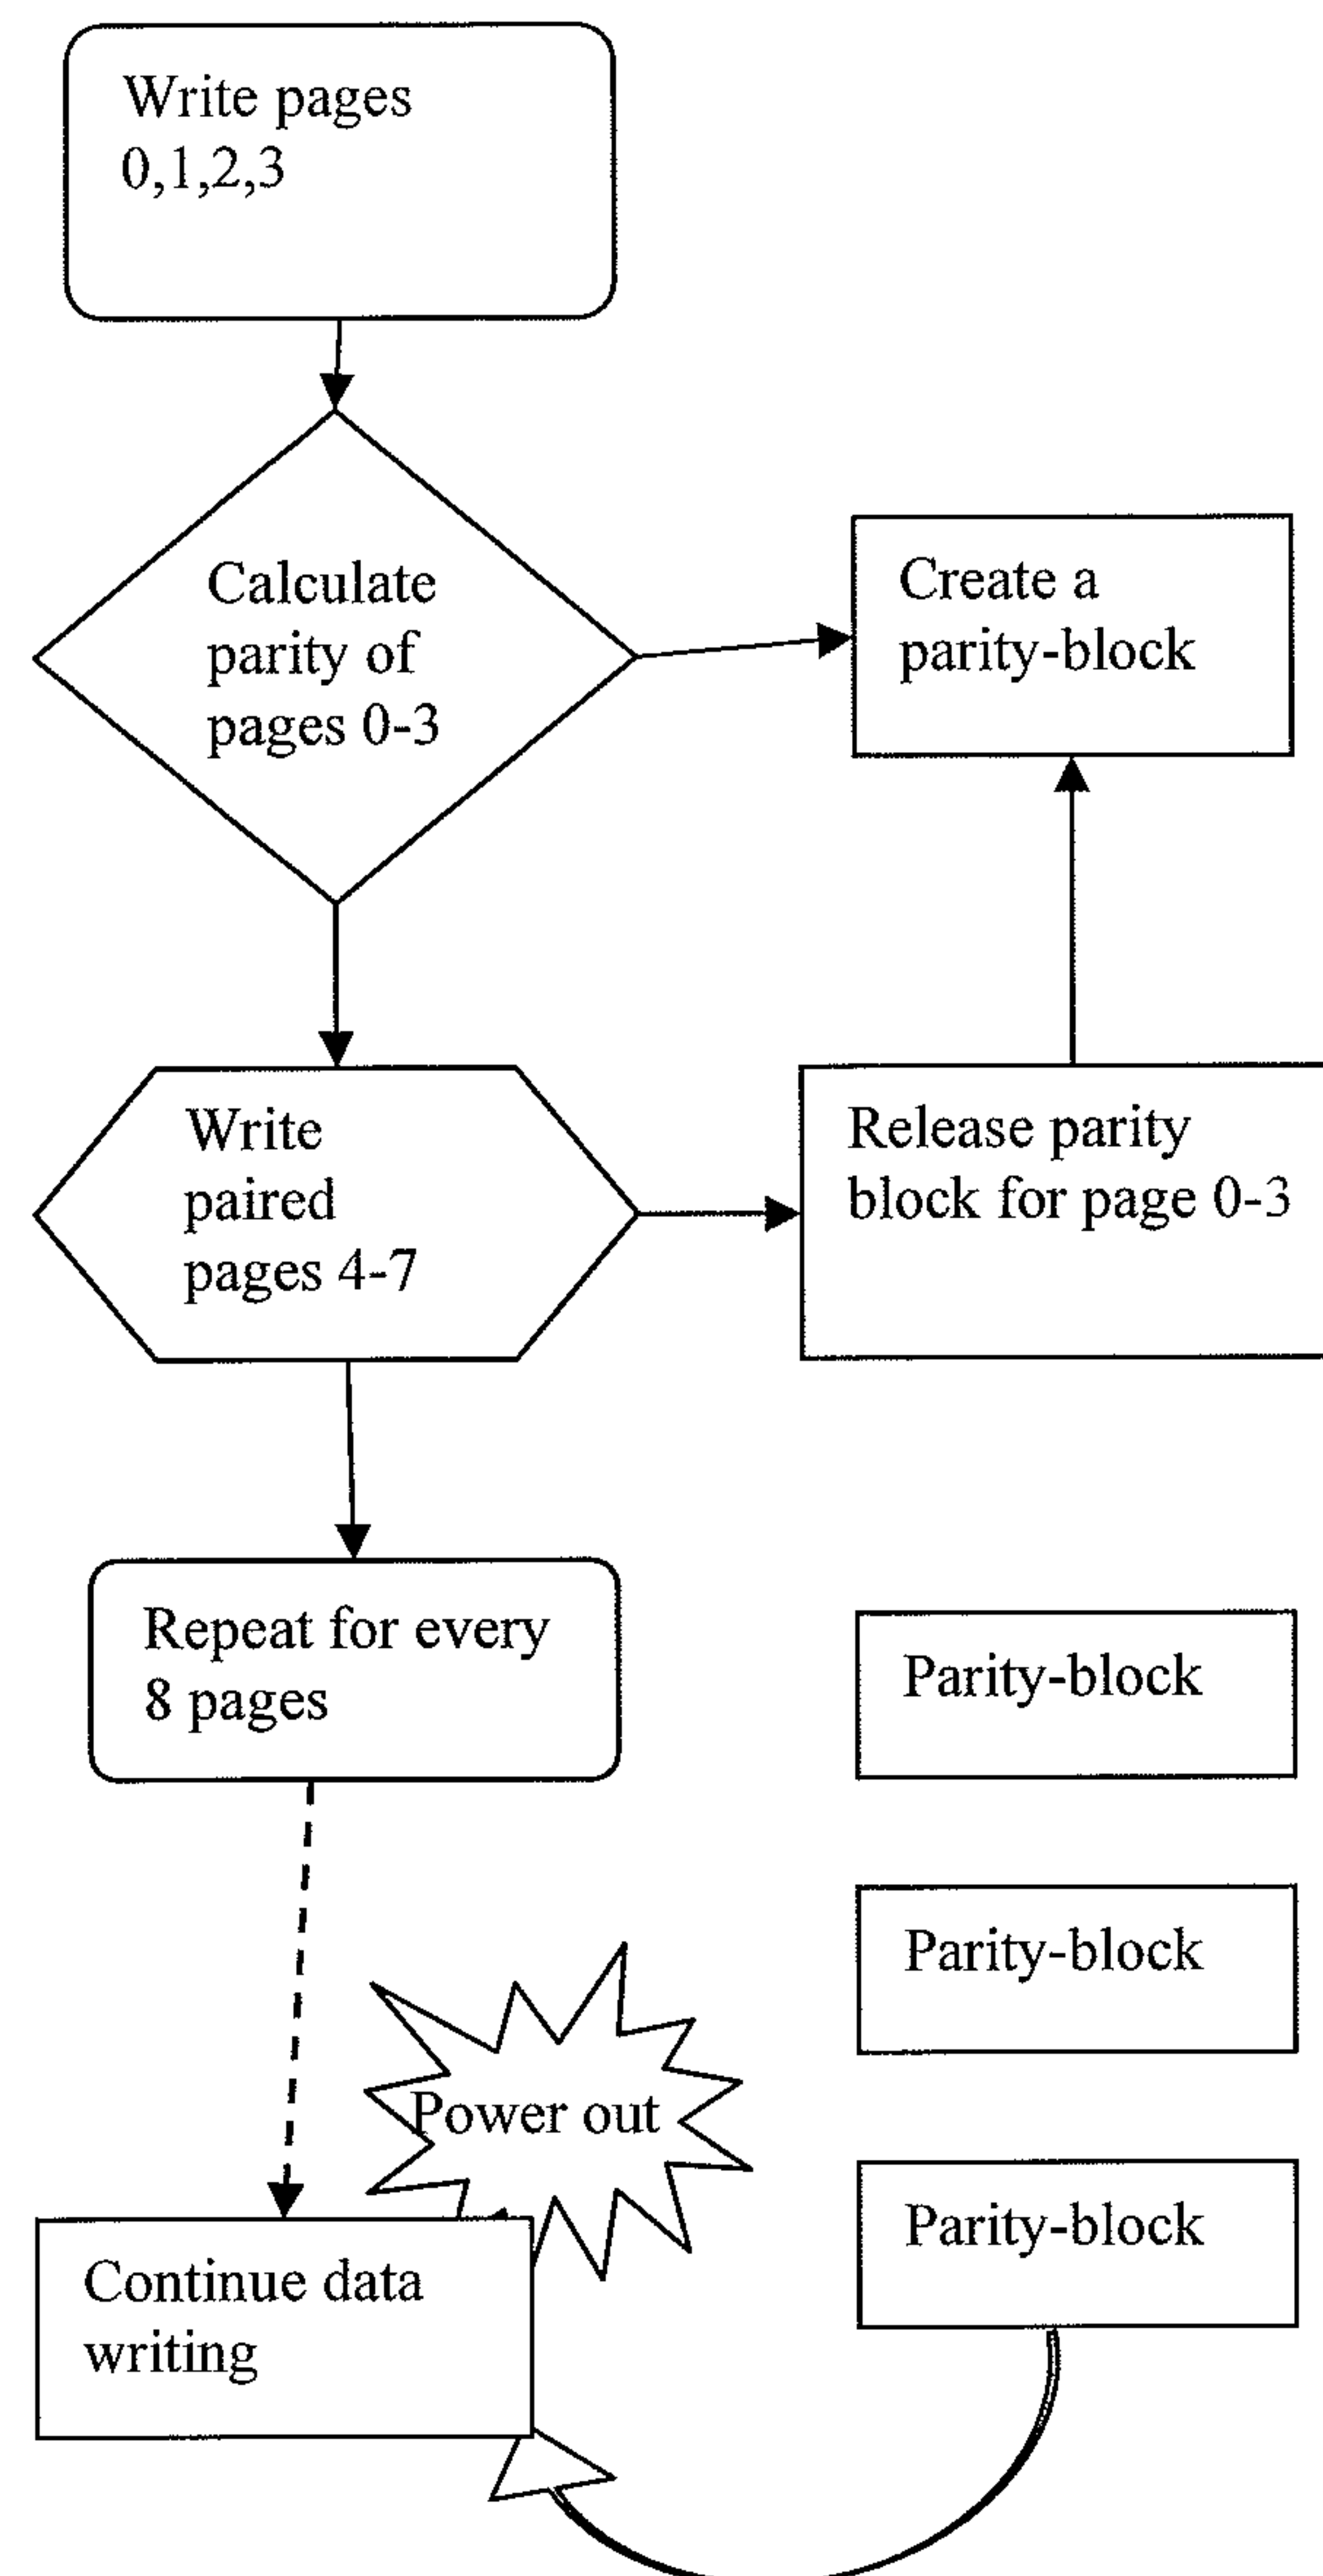 Write pages
0,1,2,3
Calculate
parity of
pages 0-3
Create a
parity-block
Write
paired
pages 4-7
Release parity
block for page 0-3
Repeat for every
8 pages
Parity-block
Parity-block
Power out
Parity-block
Continue data
writing